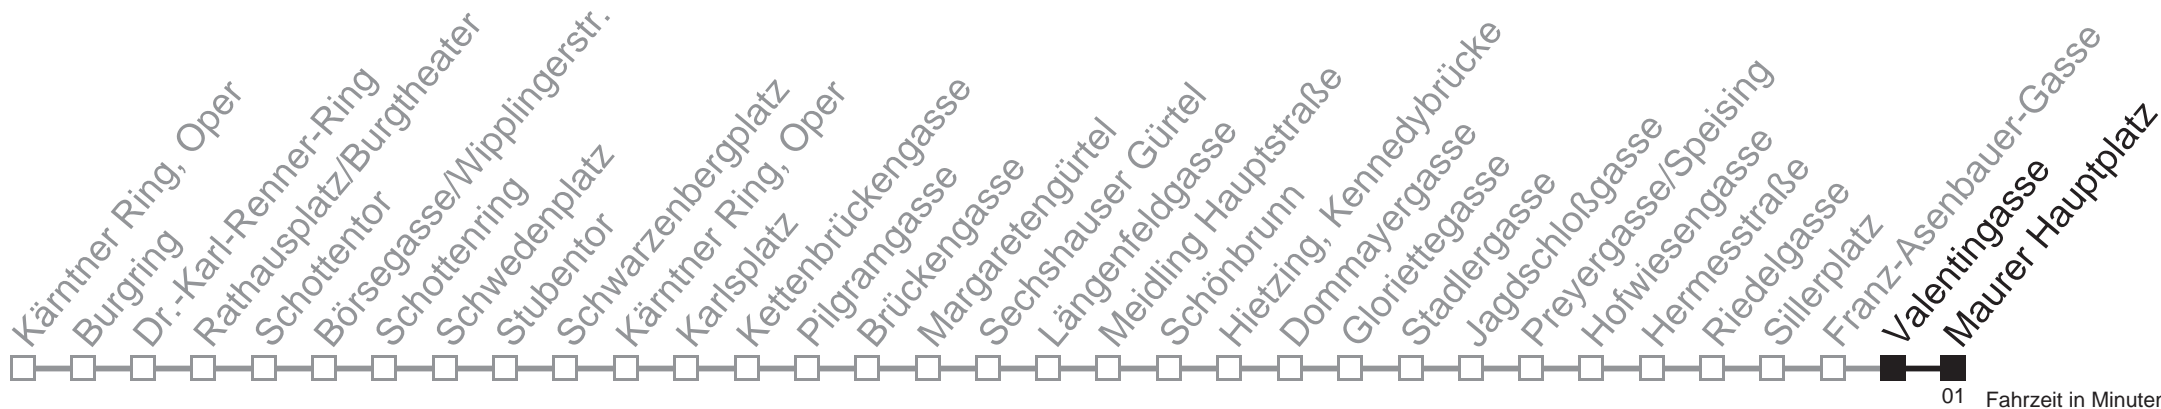 Kärntner Ring, Oper
Burgring
Dr.-Karl-Renner-Ring
Rathausplatz/Burgtheater
Schottentor
Börsegasse/Wipplingerstr.
Schottenring
Schwedenplatz
Stubentor
Schwarzenbergplatz
Kärntner Ring, Oper
Karlsplatz
Kettenbrückengasse
Pilgramgasse
Brückengasse
Margaretengürtel
Sechshauser Gürtel
Längenfeldgasse
Meidling Hauptstraße
Schönbrunn
Hietzing, Kennedybrücke
Dommayergasse
Gloriettegasse
Stadlergasse
Jagdschloßgasse
Preyergasse/Speising
Hofwiesengasse
Hermesstraße
Riedelgasse
Sillerplatz
Franz-Asenbauer-Gasse
Valentingasse
Maurer Hauptplatz
01 Fahrzeit in Minuten